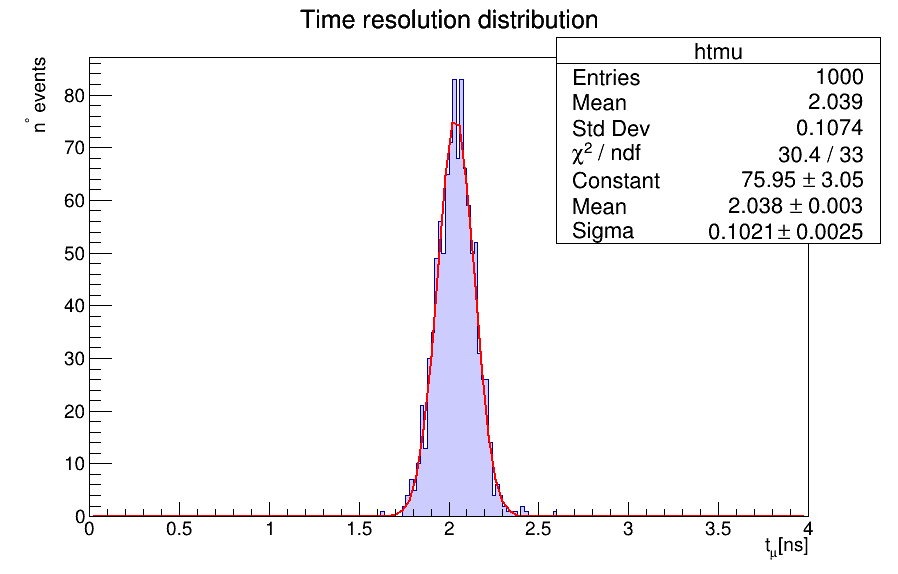 Time resolution distribution
htmu
Entries 1000
Mean 2.039
Std Dev 0.1074
χ² / ndf 30.4 / 33
Constant 75.95 ± 3.05
Mean 2.038 ± 0.003
Sigma 0.1021 ± 0.0025
n° events
80
70
60
50
40
30
20
10
0
0 0.5 1 1.5 2 2.5 3 3.5 4
tμ[ns]